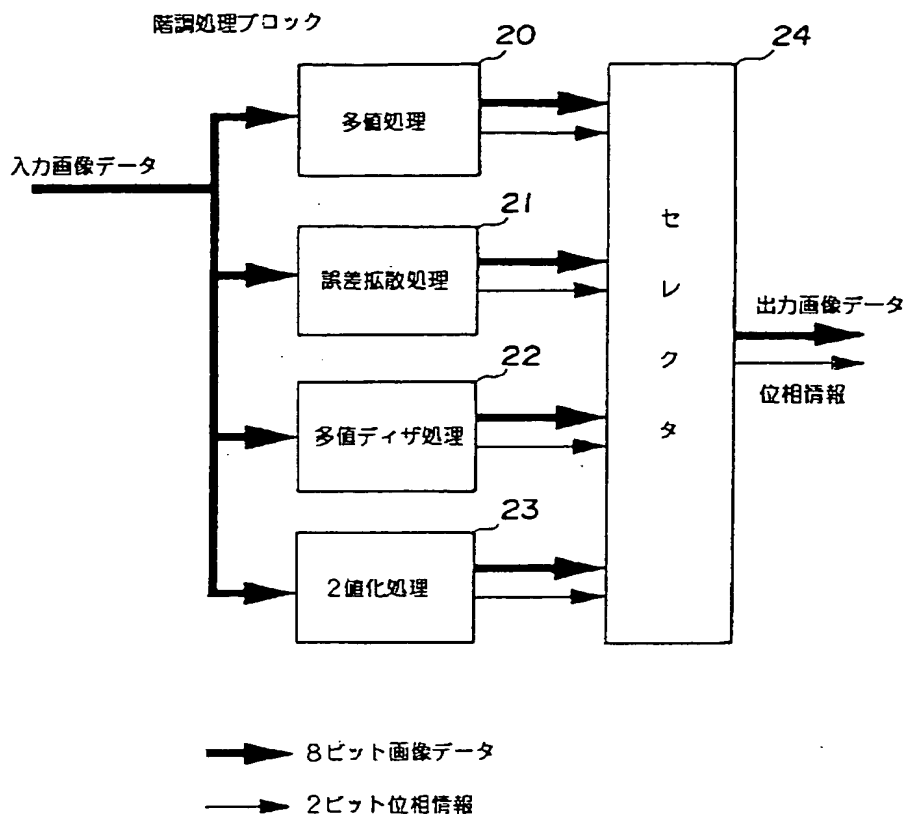 階調処理ブロック
20
24
多値処理
入力画像データ
21
誤差拡散処理
セレクタ
出力画像データ
位相情報
22
多値ディザ処理
23
2値化処理
8ビット画像データ
2ビット位相情報